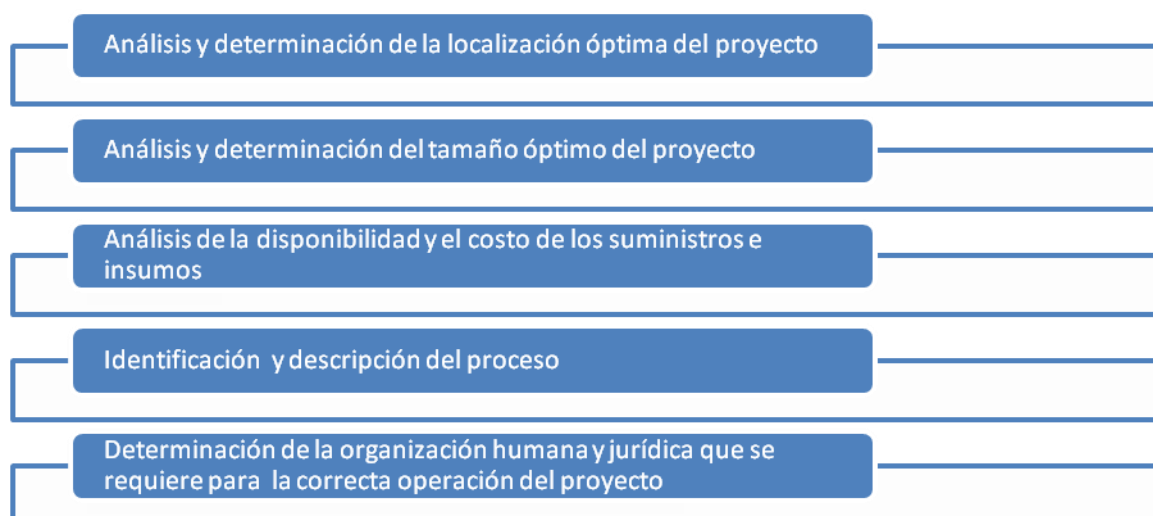 Análisis y determinación de la localización óptima del proyecto
Análisis y determinación del tamaño óptimo del proyecto
Análisis de la disponibilidad y el costo de los suministros e
insumos
Identificación y descripción del proceso
Determinación de la organización humana y jurídica que se
requiere para la correcta operación del proyecto